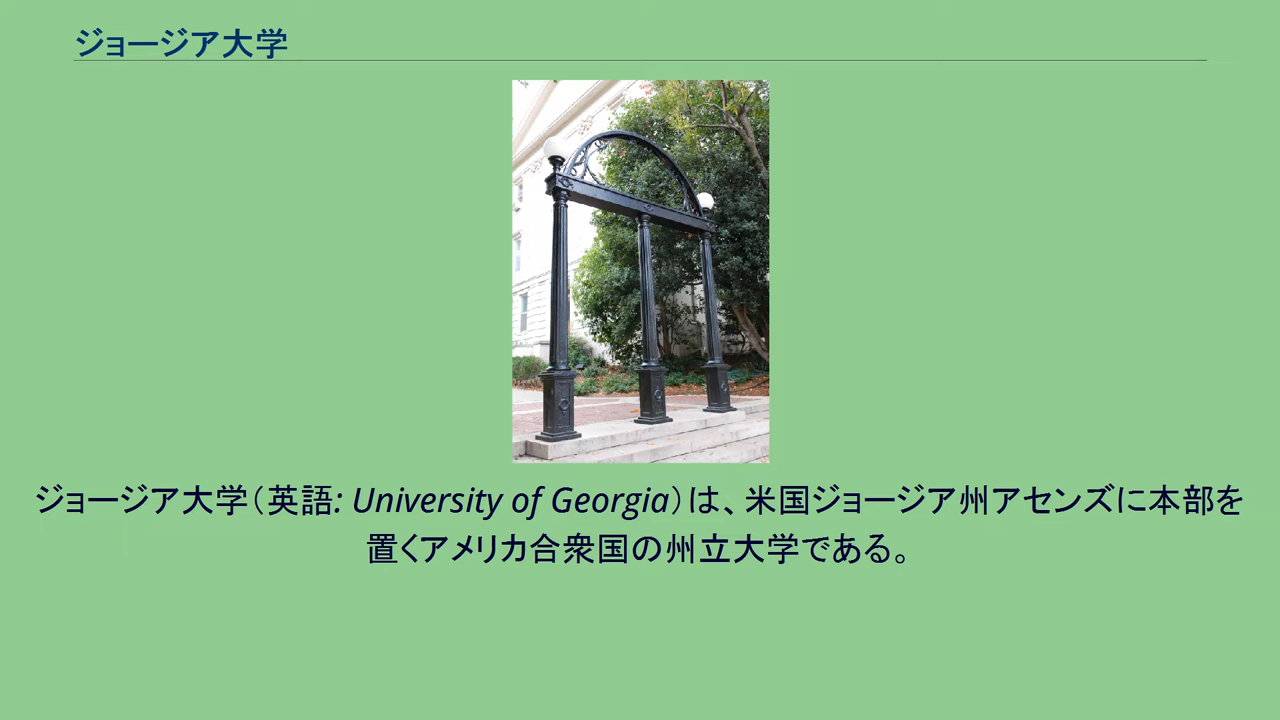 ジョージア大学
ジョージア大学（英語: University of Georgia）は、米国ジョージア州アセンズに本部を
置くアメリカ合衆国の州立大学である。